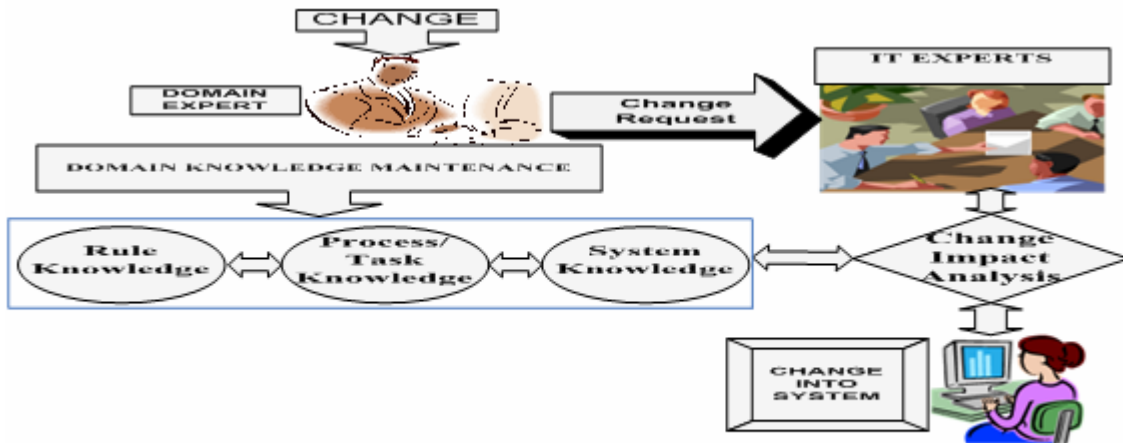 CHANGE
DOMAIN
EXPERT
Change
Request
IT EXPERTS
DOMAIN KNOWLEDGE MAINTENANCE
Rule
Knowledge
Process/
Task
Knowledge
System
Knowledge
Change
Impact
Analysis
CHANGE
INTO
SYSTEM